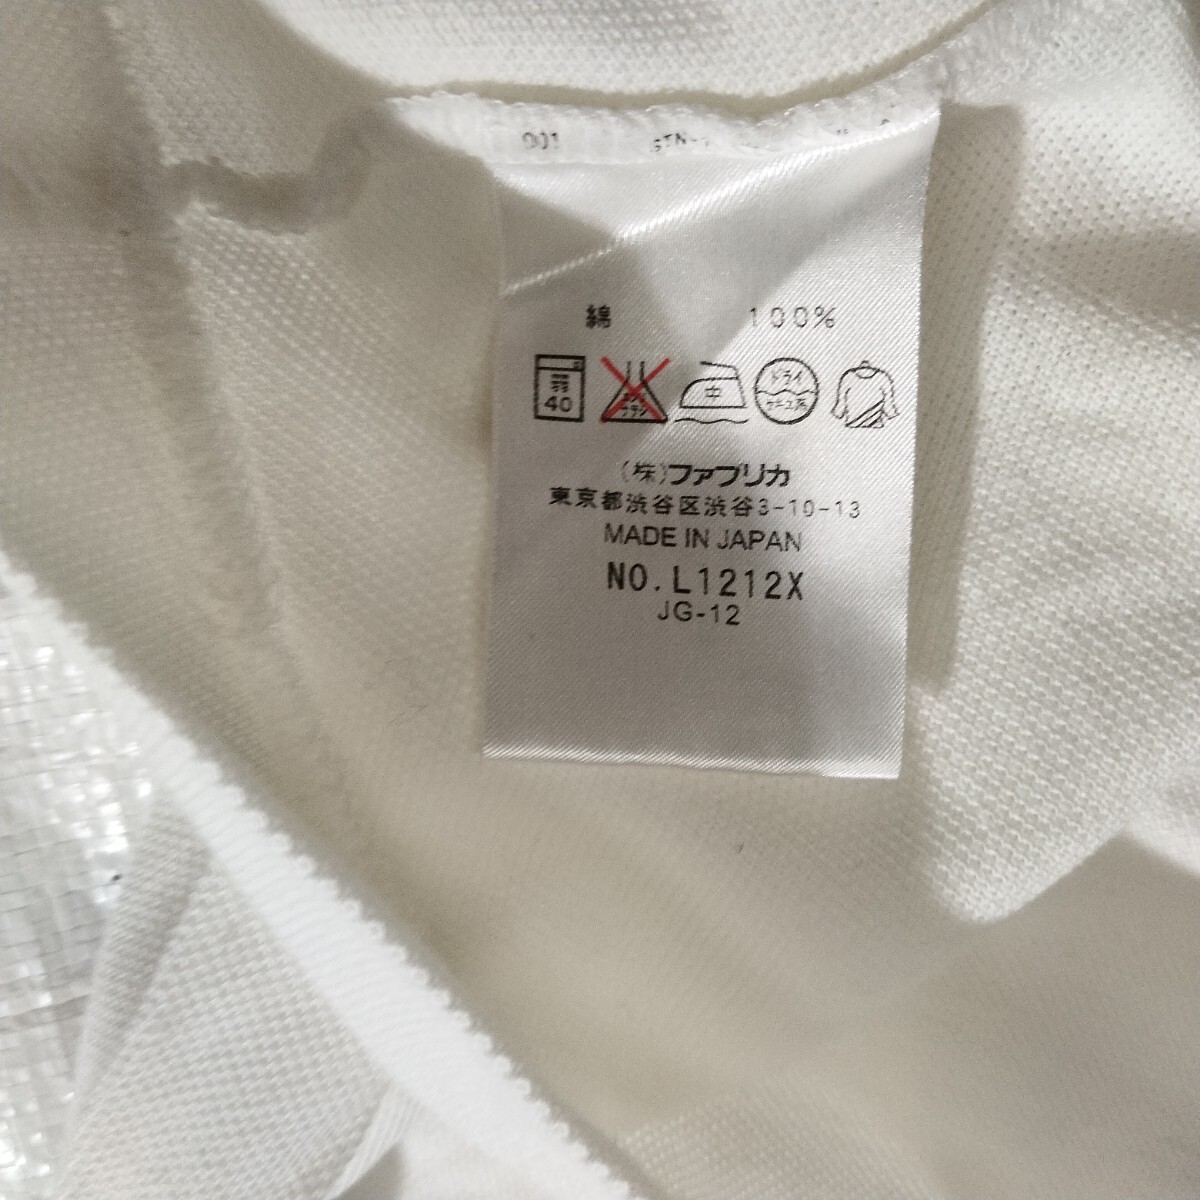 001
綿 100%
弱
40
中
ドライ
(株)ファブリカ
東京都渋谷区渋谷3-10-13
MADE IN JAPAN
NO.L1212X
JG-12